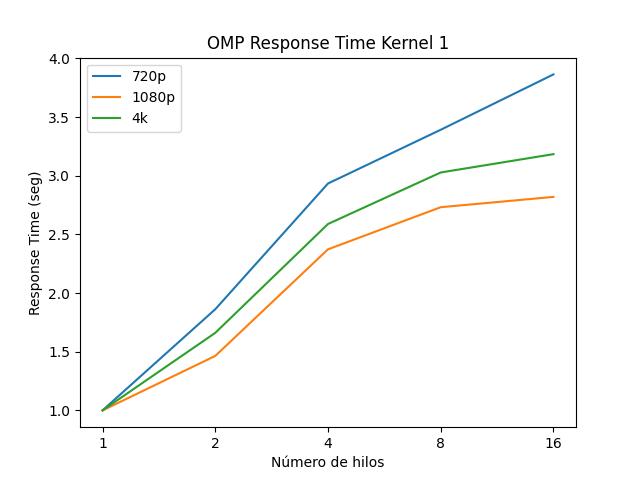 OMP Response Time Kernel 1
720p
1080p
4k
4.0
3.5
3.0
2.5
2.0
1.5
1.0
Response Time (seg)
1 2 4 8 16
Número de hilos